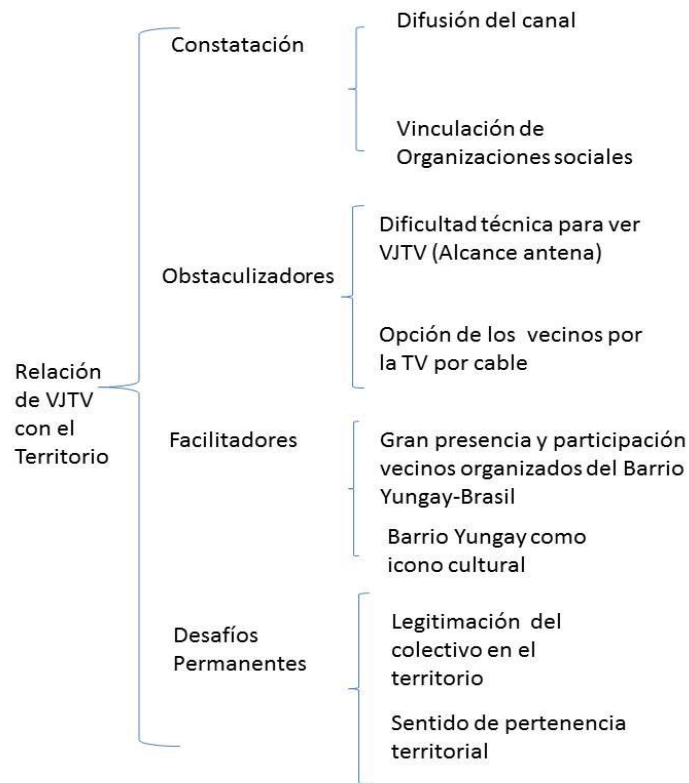 Relación
de VJTV
con el
Territorio
Constatación
Difusión del canal
Vinculación de
Organizaciones sociales
Obstaculizadores
Dificultad técnica para ver
VJTV (Alcance antena)
Opción de los vecinos por
la TV por cable
Facilitadores
Gran presencia y participación
vecinos organizados del Barrio
Yungay-Brasil
Barrio Yungay como
icono cultural
Desafíos
Permanentes
Legitimación del
colectivo en el
territorio
Sentido de pertenencia
territorial